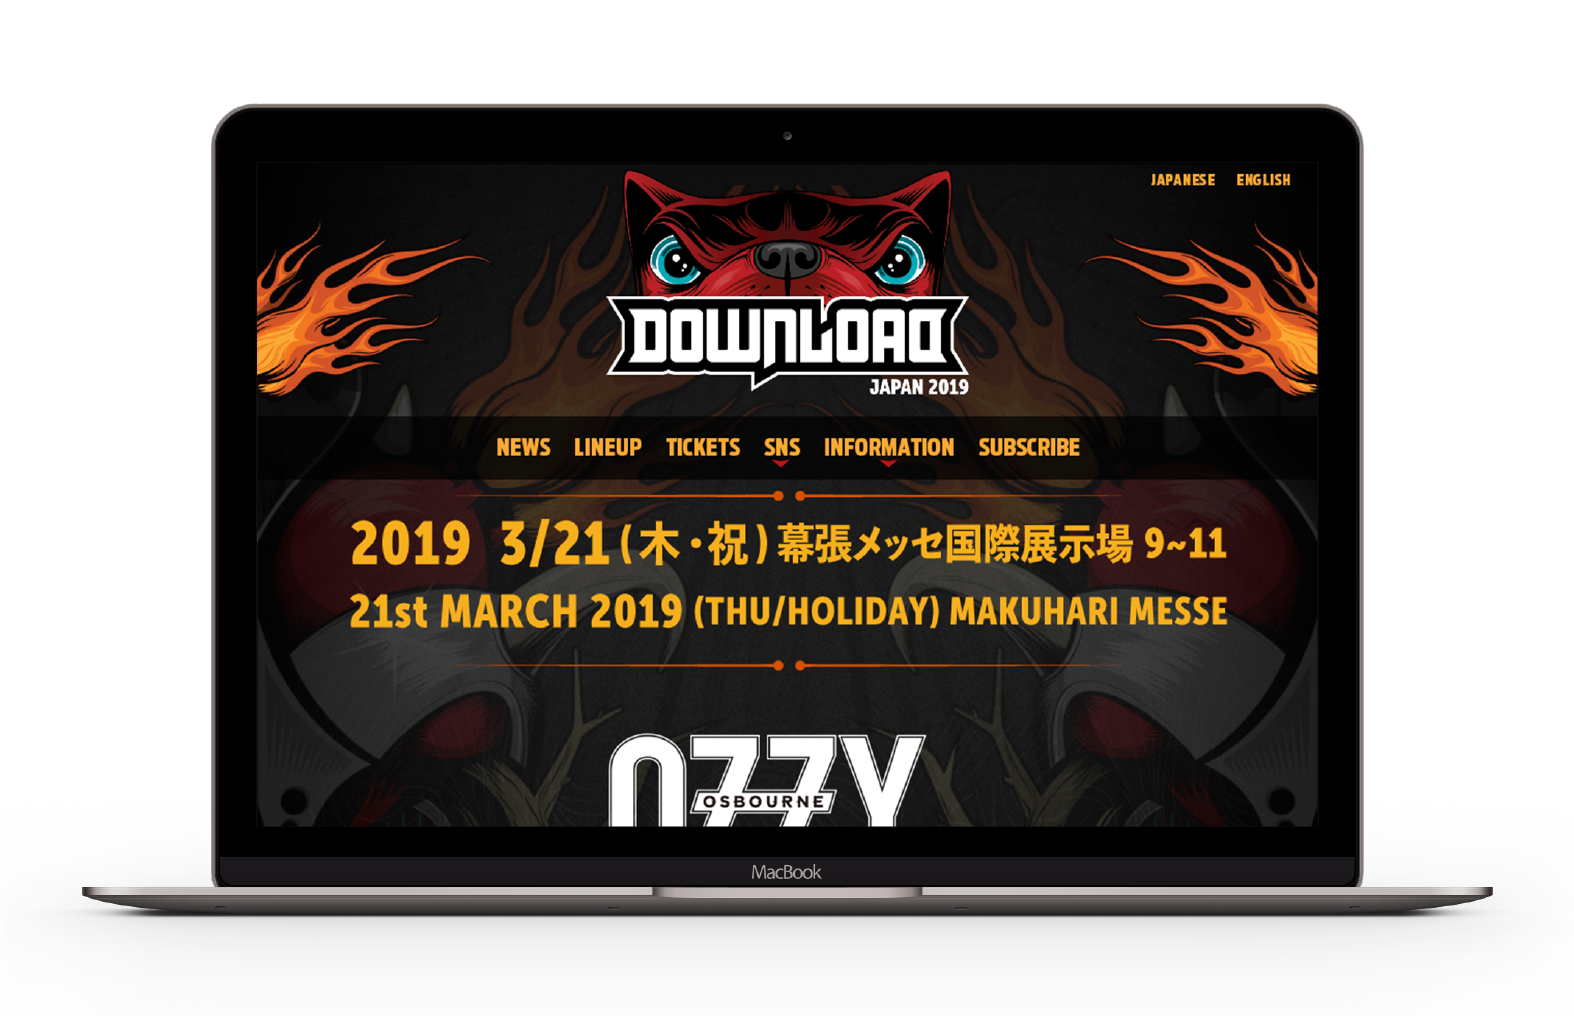 JAPANESE ENGLISH
DOWNLOAD
JAPAN 2019
NEWS LINEUP TICKETS SNS INFORMATION SUBSCRIBE
2019 3/21(木・祝)幕張メッセ国際展示場 9~11
21st MARCH 2019 (THU/HOLIDAY) MAKUHARI MESSE
OZZY
OSBOURNE
MacBook